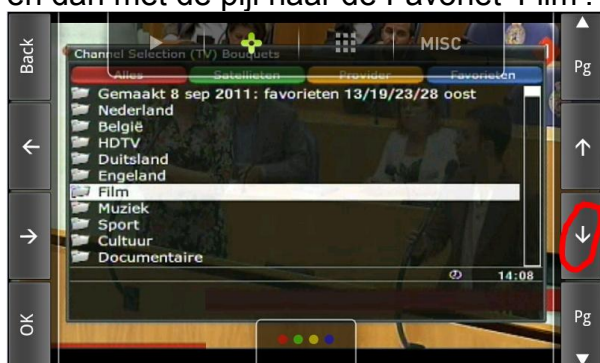 en dan met de pijl naar de Favoriet 'Film'.
MISC
Back
Pg
Channel Selection (TV) Bouquets
Alles
Satellieten
Provider
Favorieten
Gemaakt 8 sep 2011: favorieten 13/19/23/28 oost
Nederland
België
HDTV
Duitsland
Engeland
Film
Muziek
Sport
Cultuur
Documentaire
14:08
OK
Pg